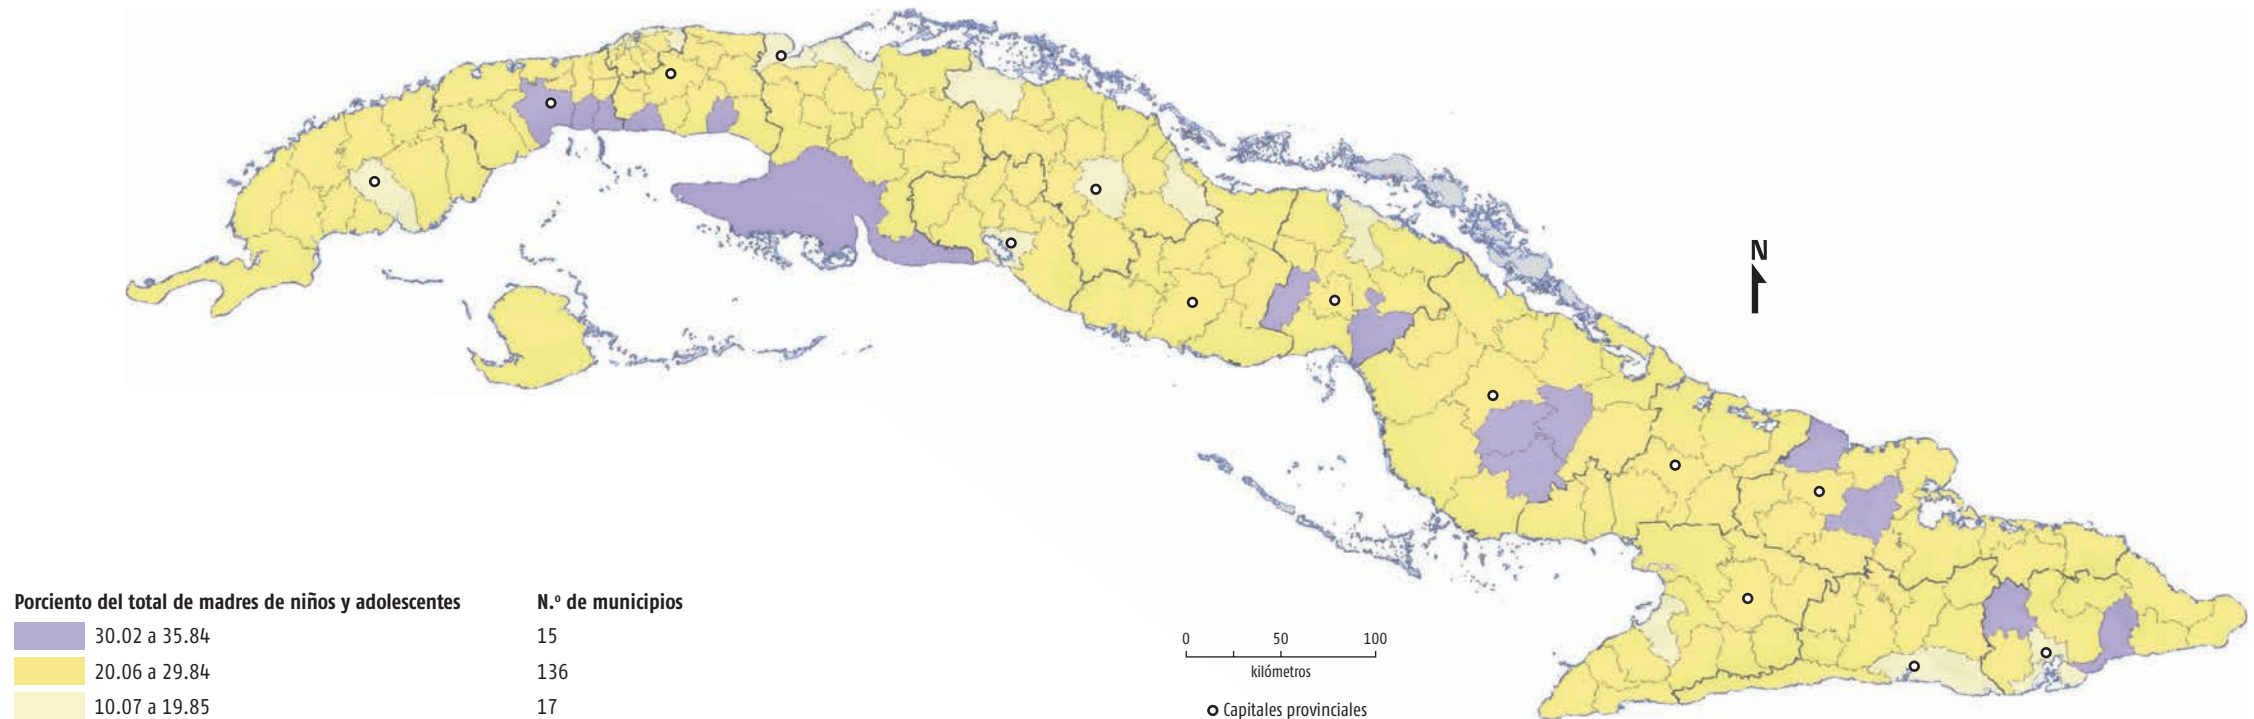 N
Porciento del total de madres de niños y adolescentes N.º de municipios
30.02 a 35.84 15
20.06 a 29.84 136
10.07 a 19.85 17
0 50 100
kilómetros
Capitales provinciales